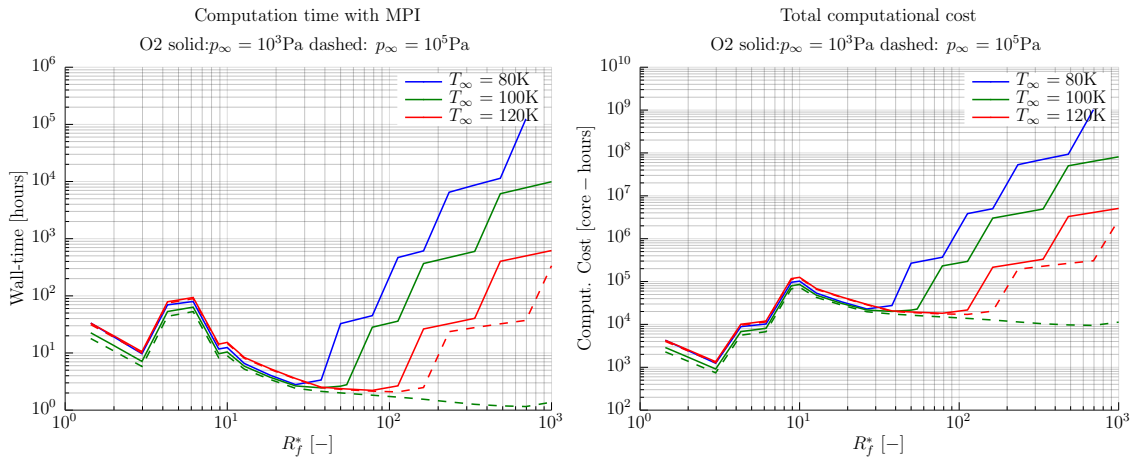 Computation time with MPI
O2 solid:p∞ = 10³Pa dashed: p∞ = 10⁵Pa
10⁶
10⁵
10⁴
10³
10²
10¹
10⁰
Wall-time [hours]
T∞ = 80K
T∞ = 100K
T∞ = 120K
10⁰ 10¹ 10² 10³
R*f [−]
Total computational cost
O2 solid:p∞ = 10³Pa dashed: p∞ = 10⁵Pa
10¹⁰
10⁹
10⁸
10⁷
10⁶
10⁵
10⁴
10³
10²
Comput. Cost [core − hours]
T∞ = 80K
T∞ = 100K
T∞ = 120K
10⁰ 10¹ 10² 10³
R*f [−]